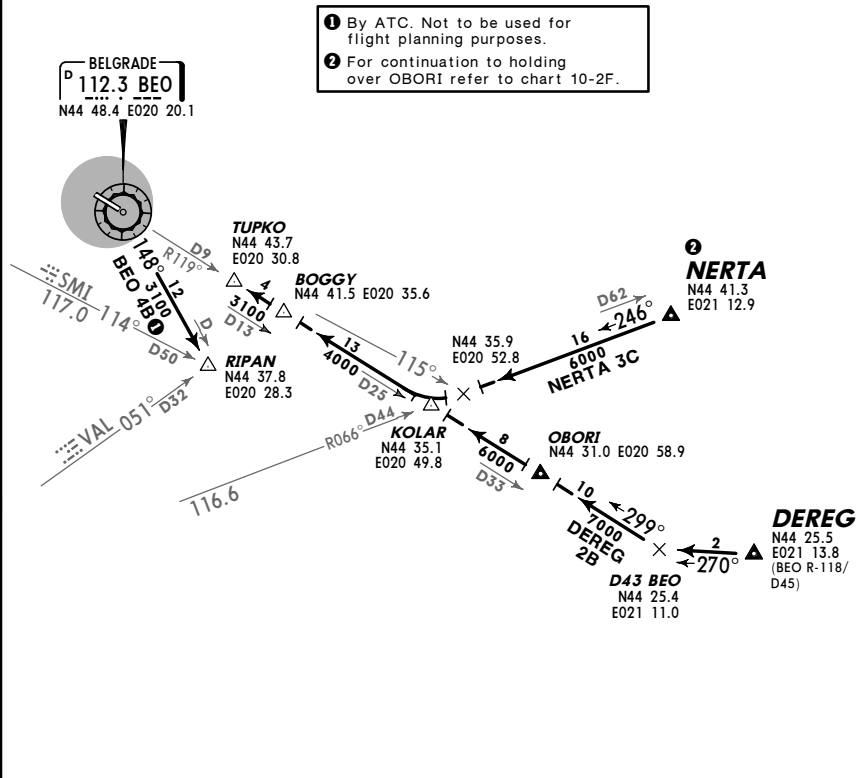 ❶ By ATC. Not to be used for
flight planning purposes.
❷ For continuation to holding
over OBORI refer to chart 10-2F.
BELGRADE
D 112.3 BEO
N44 48.4 E020 20.1
TUPKO
N44 43.7
E020 30.8
D9
R119°
148°
12
3100
BEO 4B❶
D
SMI
117.0
114°
D50
VAL
051°
D32
RIPAN
N44 37.8
E020 28.3
4
3100
D13
BOGGY
N44 41.5 E020 35.6
13
4000
D25
115°
N44 35.9
E020 52.8
❷
NERTA
N44 41.3
E021 12.9
D62
246°
16
6000
NERTA 3C
116.6
R066°
D44
KOLAR
N44 35.1
E020 49.8
8
6000
D33
OBORI
N44 31.0 E020 58.9
10
7000
299°
DEREG
2B
D43 BEO
N44 25.4
E021 11.0
2
270°
DEREG
N44 25.5
E021 13.8
(BEO R-118/
D45)